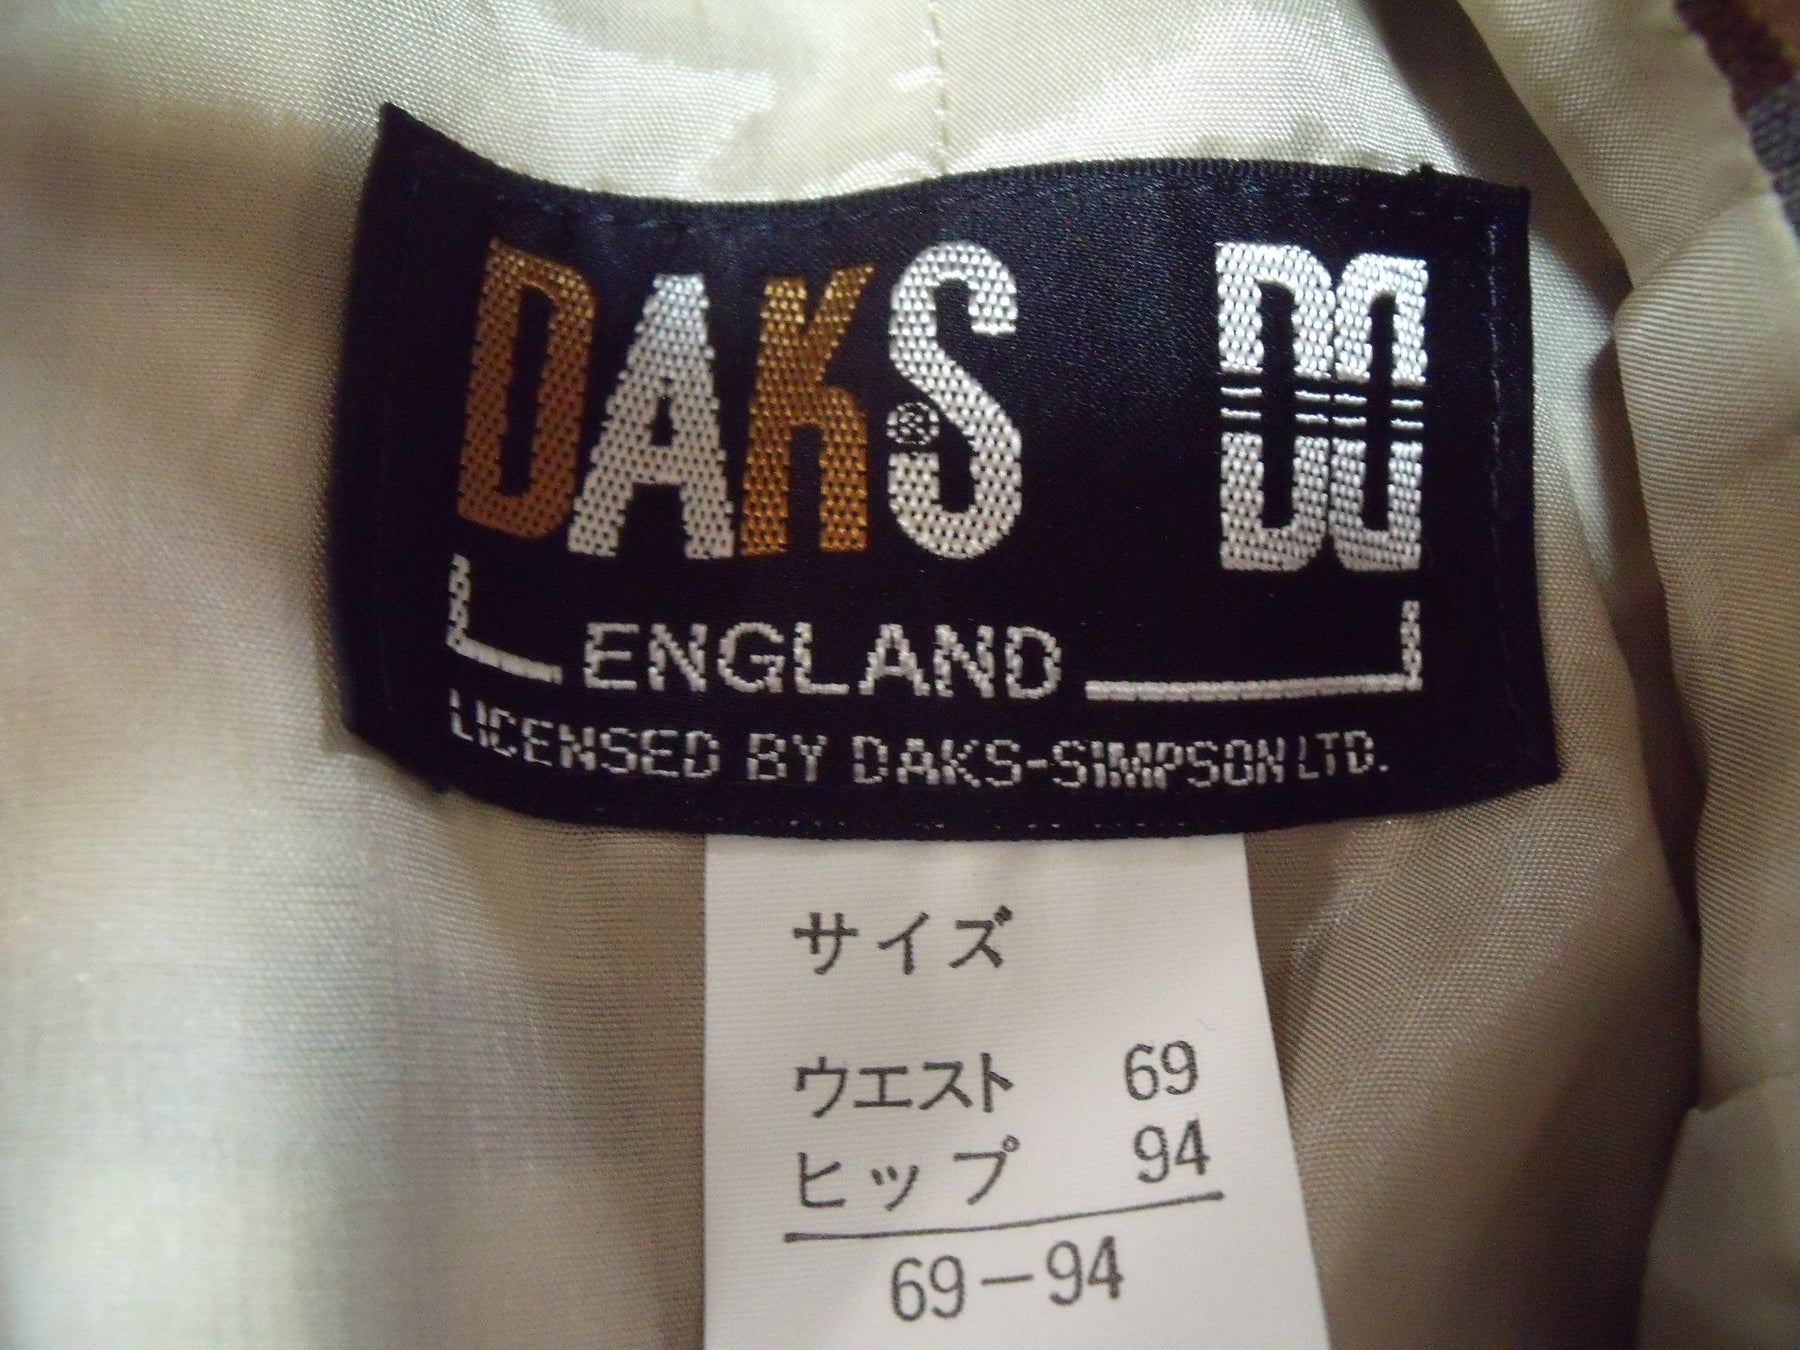 DAKS®
DD
ENGLAND
LICENSED BY DAKS-SIMPSON LTD.
サイズ
ウエスト 69
ヒップ 94
69-94